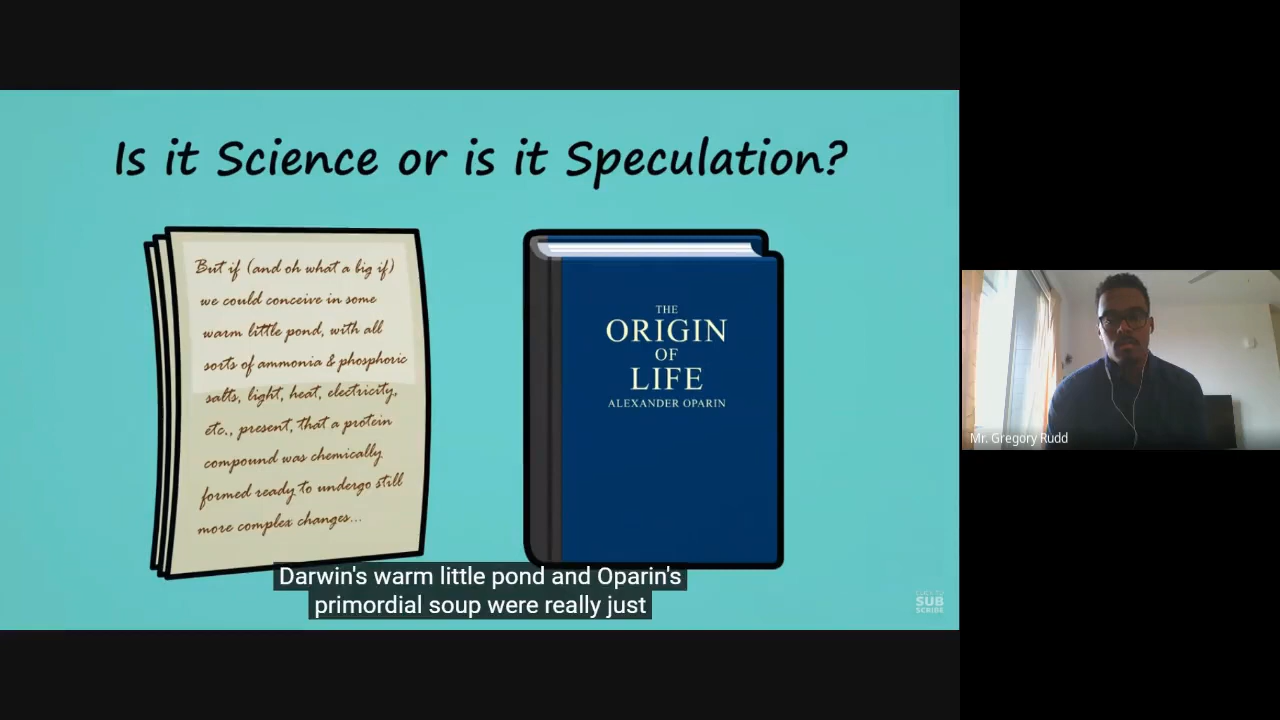 Is it Science or is it Speculation?
But if (and oh what a big if)
we could conceive in some
warm little pond, with all
sorts of ammonia & phosphoric
salts, light, heat, electricity,
etc., present, that a protein
compound was chemically
formed ready to undergo still
more complex changes...
THE
ORIGIN
OF
LIFE
ALEXANDER OPARIN
Darwin's warm little pond and Oparin's
primordial soup were really just
SUB
SCRIBE
Mr. Gregory Rudd